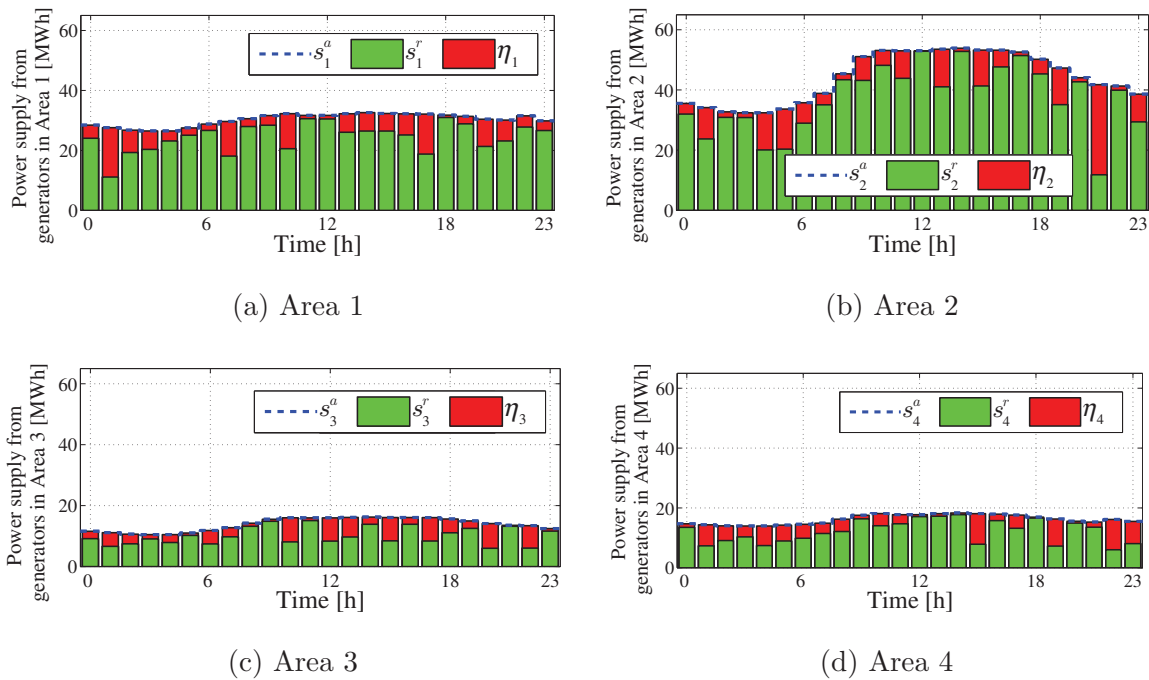 Power supply from
generators in Area 1 [MWh]
60
40
20
0
s_1^a s_1^r η_1
0 6 12 18 23
Time [h]
(a) Area 1
Power supply from
generators in Area 2 [MWh]
60
40
20
0
s_2^a s_2^r η_2
0 6 12 18 23
Time [h]
(b) Area 2
Power supply from
generators in Area 3 [MWh]
60
40
20
0
s_3^a s_3^r η_3
0 6 12 18 23
Time [h]
(c) Area 3
Power supply from
generators in Area 4 [MWh]
60
40
20
0
s_4^a s_4^r η_4
0 6 12 18 23
Time [h]
(d) Area 4